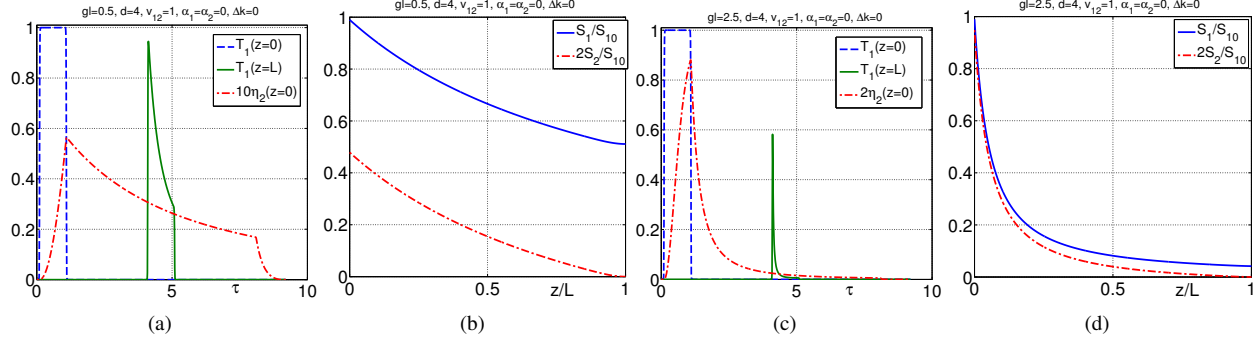 gl=0.5, d=4, v₁₂=1, α₁=α₂=0, Δk=0
1
0.8
0.6
0.4
0.2
0
0
5
τ
10
T₁(z=0)
T₁(z=L)
10η₂(z=0)
(a)
gl=0.5, d=4, v₁₂=1, α₁=α₂=0, Δk=0
1
0.8
0.6
0.4
0.2
0
0
0.5
z/L
1
S₁/S₁₀
2S₂/S₁₀
(b)
gl=2.5, d=4, v₁₂=1, α₁=α₂=0, Δk=0
1
0.8
0.6
0.4
0.2
0
0
5
τ
10
T₁(z=0)
T₁(z=L)
2η₂(z=0)
(c)
gl=2.5, d=4, v₁₂=1, α₁=α₂=0, Δk=0
1
0.8
0.6
0.4
0.2
0
0
0.5
z/L
1
S₁/S₁₀
2S₂/S₁₀
(d)